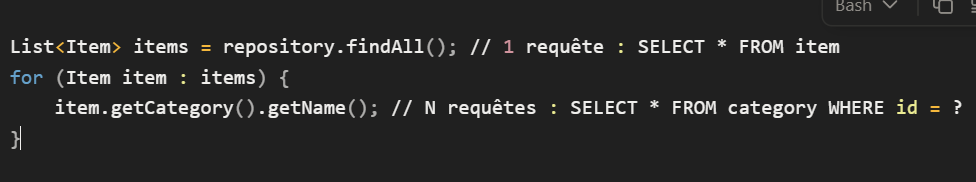 Bash
List<Item> items = repository.findAll(); // 1 requête : SELECT * FROM item
for (Item item : items) {
    item.getCategory().getName(); // N requêtes : SELECT * FROM category WHERE id = ?
}